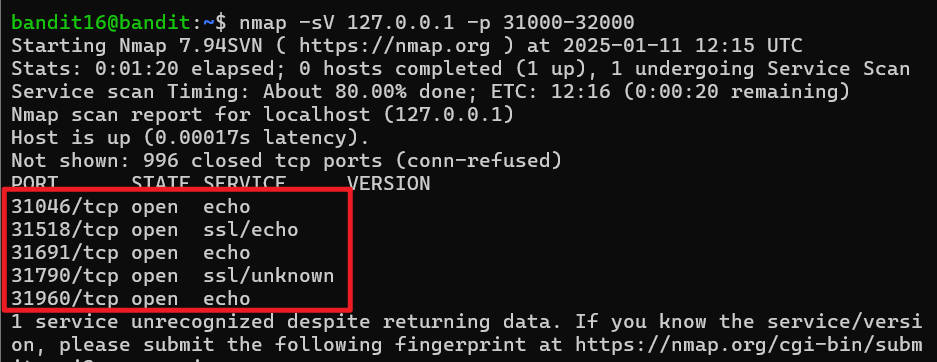 bandit16@bandit:~$ nmap -sV 127.0.0.1 -p 31000-32000
Starting Nmap 7.94SVN ( https://nmap.org ) at 2025-01-11 12:15 UTC
Stats: 0:01:20 elapsed; 0 hosts completed (1 up), 1 undergoing Service Scan
Service scan Timing: About 80.00% done; ETC: 12:16 (0:00:20 remaining)
Nmap scan report for localhost (127.0.0.1)
Host is up (0.00017s latency).
Not shown: 996 closed tcp ports (conn-refused)
PORT      STATE SERVICE     VERSION
31046/tcp open  echo
31518/tcp open  ssl/echo
31691/tcp open  echo
31790/tcp open  ssl/unknown
31960/tcp open  echo
1 service unrecognized despite returning data. If you know the service/versi
on, please submit the following fingerprint at https://nmap.org/cgi-bin/subm